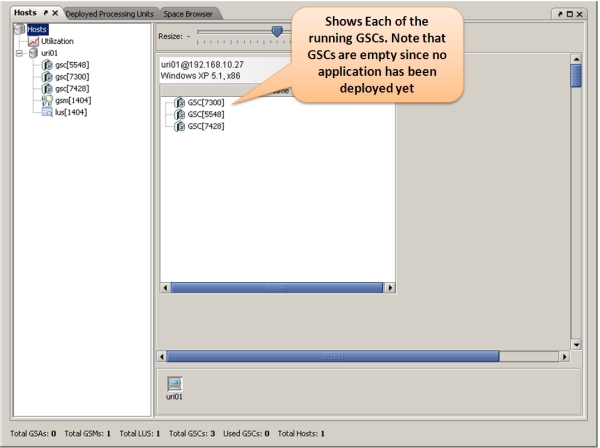 Hosts
Deployed Processing Units
Space Browser
Hosts
Utilization
uri01
gsc[5548]
gsc[7300]
gsc[7428]
gsm[1404]
lus[1404]
Resize: -
uri01@192.168.10.27
Windows XP 5.1, x86
GSC[7300]
GSC[5548]
GSC[7428]
Shows Each of the
running GSCs. Note that
GSCs are empty since no
application has been
deployed yet
uri01
Total GSAs: 0 Total GSMs: 1 Total LUS: 1 Total GSCs: 3 Used GSCs: 0 Total Hosts: 1